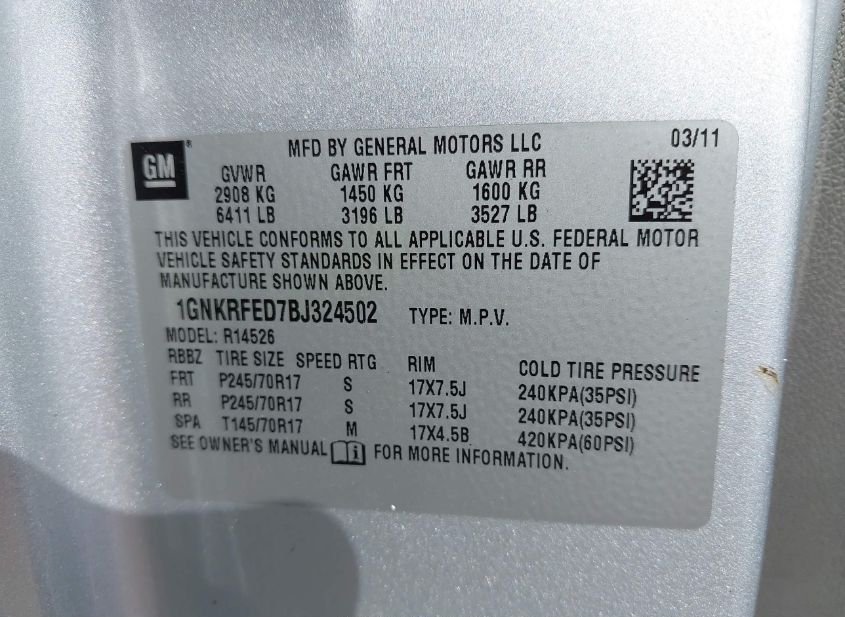 GM®
MFD BY GENERAL MOTORS LLC 03/11
GVWR GAWR FRT GAWR RR
2908 KG 1450 KG 1600 KG
6411 LB 3196 LB 3527 LB
THIS VEHICLE CONFORMS TO ALL APPLICABLE U.S. FEDERAL MOTOR
VEHICLE SAFETY STANDARDS IN EFFECT ON THE DATE OF
MANUFACTURE SHOWN ABOVE.
1GNKRFED7BJ324502 TYPE: M.P.V.
MODEL: R14526
RBBZ TIRE SIZE SPEED RTG RIM COLD TIRE PRESSURE
FRT P245/70R17 S 17X7.5J 240KPA(35PSI)
RR P245/70R17 S 17X7.5J 240KPA(35PSI)
SPA T145/70R17 M 17X4.5B 420KPA(60PSI)
SEE OWNER'S MANUAL i FOR MORE INFORMATION.